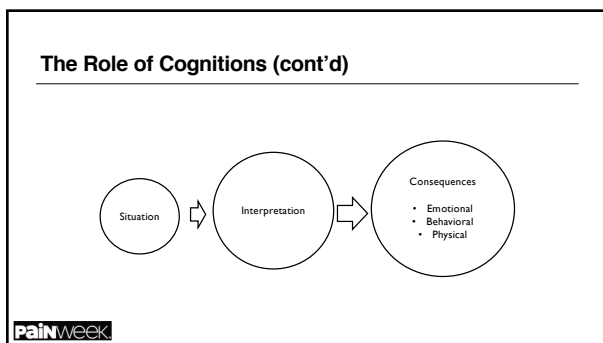 The Role of Cognitions (cont’d)
Situation
Interpretation
Consequences
• Emotional
• Behavioral
• Physical
PAINWEEK.